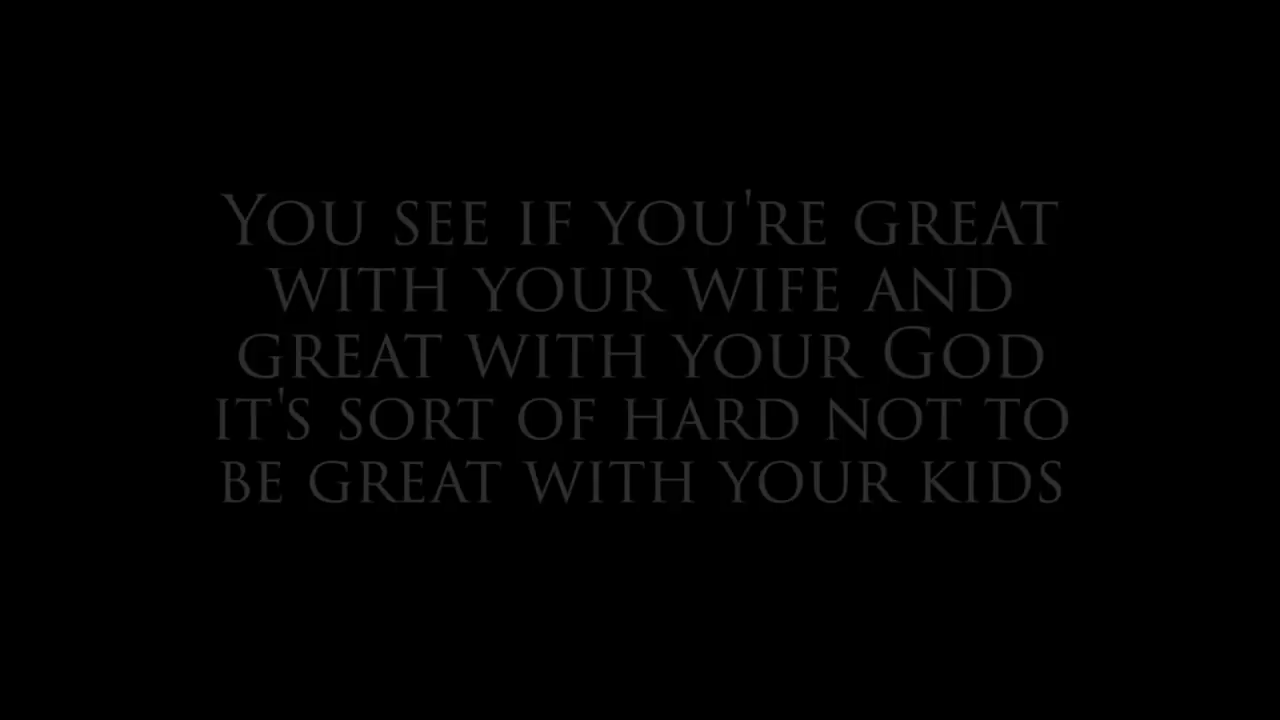 You see if you're great
with your wife and
great with your God
it's sort of hard not to
be great with your kids